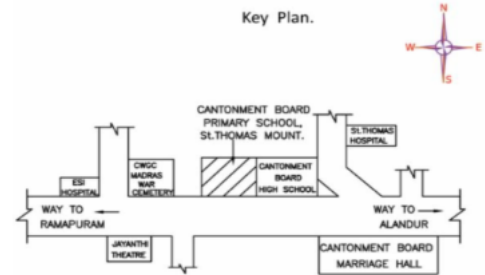 Key Plan.
N
W
E
S
CANTONMENT BOARD
PRIMARY SCHOOL,
St.THOMAS MOUNT.
St.THOMAS
HOSPITAL
CWGC
MADRAS
WAR
CEMETERY
CANTONMENT
BOARD
HIGH SCHOOL
ESI
HOSPITAL
WAY TO
RAMAPURAM
WAY TO
ALANDUR
JAYANTHI
THEATRE
CANTONMENT BOARD
MARRIAGE HALL